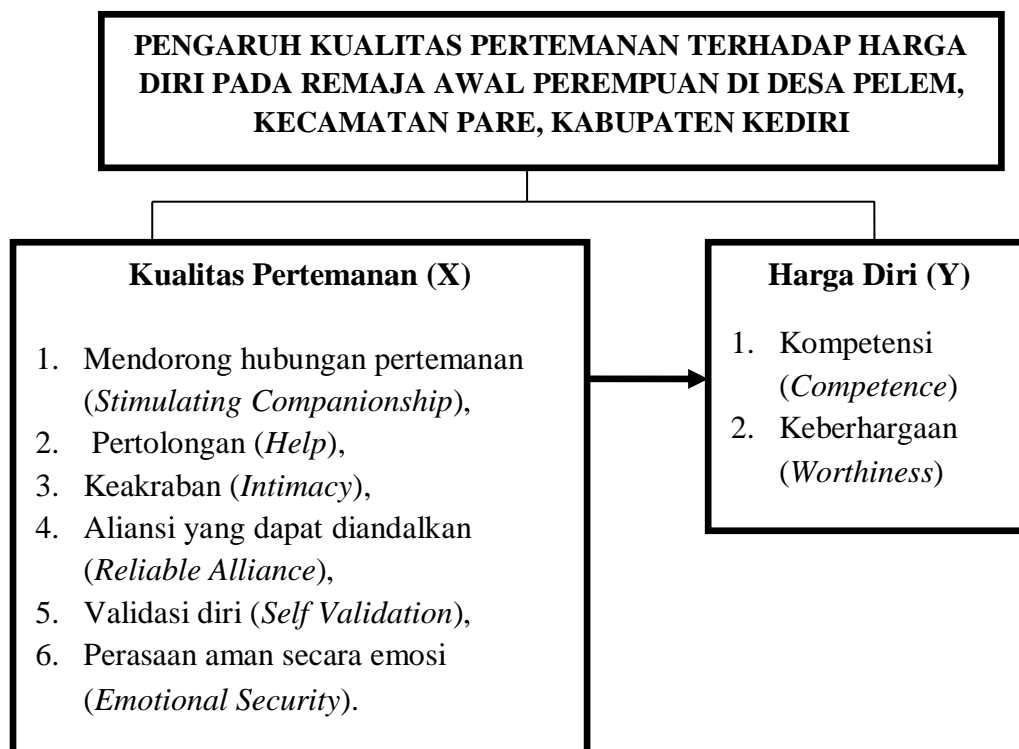 PENGARUH KUALITAS PERTEMANAN TERHADAP HARGA
DIRI PADA REMAJA AWAL PEREMPUAN DI DESA PELEM,
KECAMATAN PARE, KABUPATEN KEDIRI
Kualitas Pertemanan (X)
1. Mendorong hubungan pertemanan
(Stimulating Companionship),
2. Pertolongan (Help),
3. Keakraban (Intimacy),
4. Aliansi yang dapat diandalkan
(Reliable Alliance),
5. Validasi diri (Self Validation),
6. Perasaan aman secara emosi
(Emotional Security).
Harga Diri (Y)
1. Kompetensi
(Competence)
2. Keberhargaan
(Worthiness)